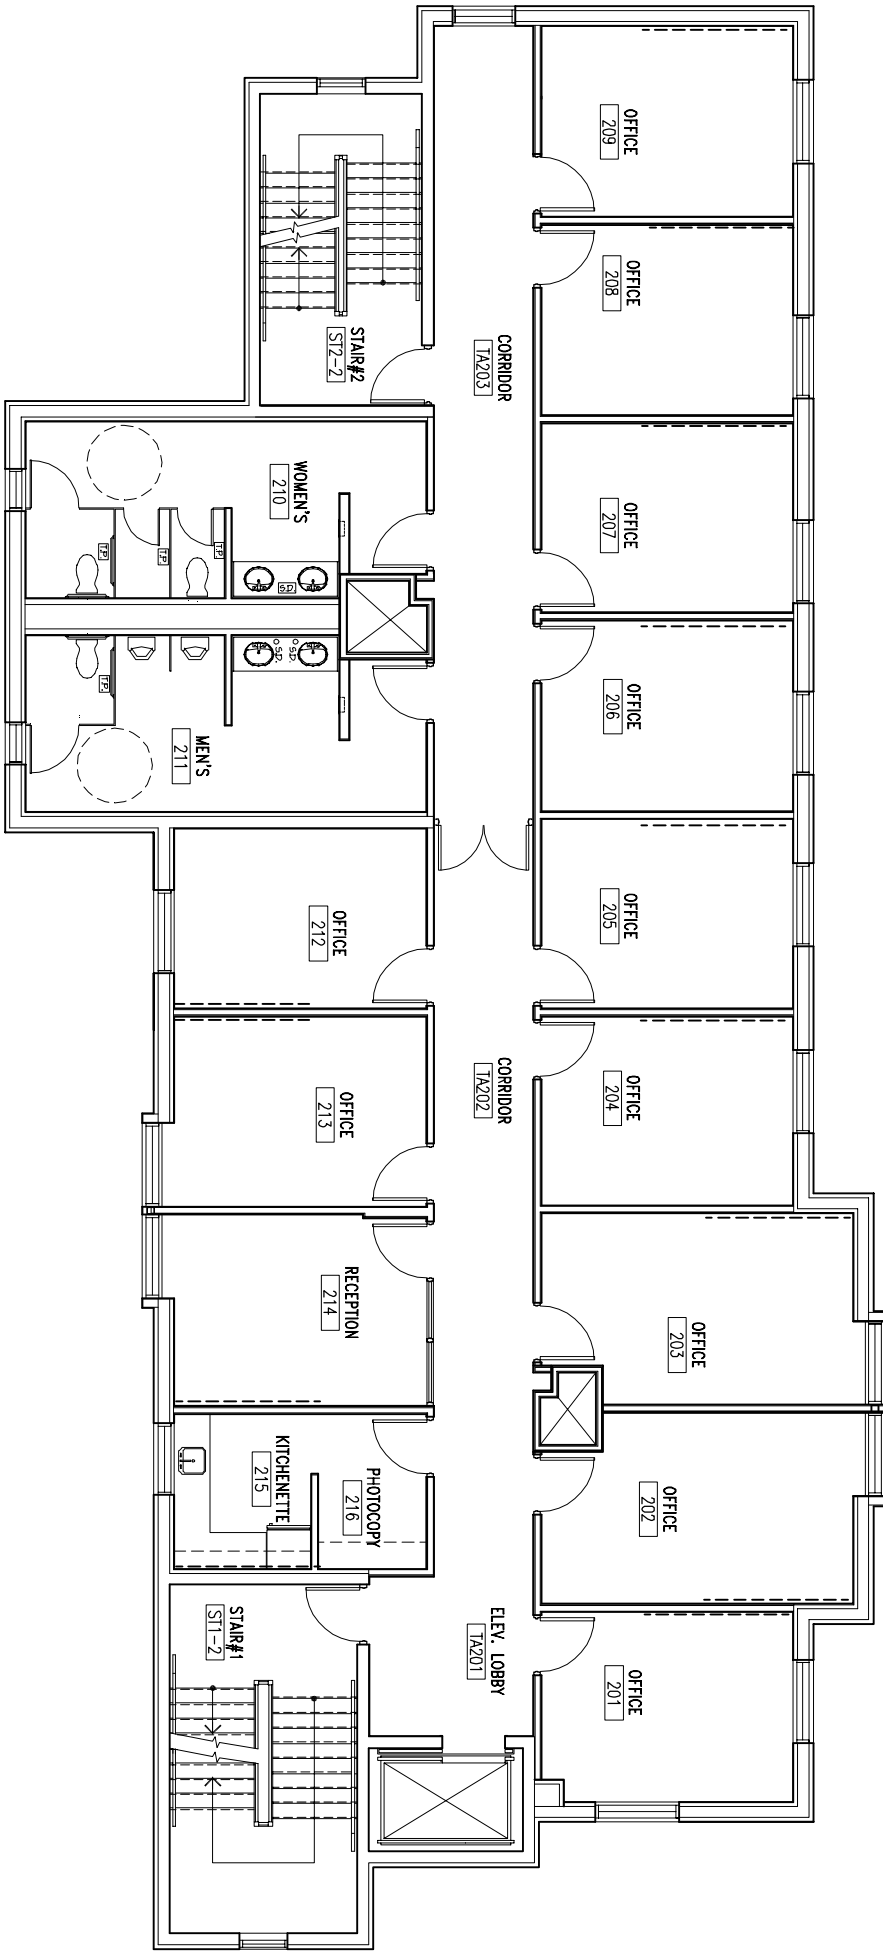 OFFICE
209
OFFICE
208
CORRIDOR
TA203
STAIR#2
ST2-2
OFFICE
207
WOMEN'S
210
T.P.
T.P.
T.P.
S.D.
OFFICE
206
S.D.
S.D.
T.P.
MEN'S
211
OFFICE
205
OFFICE
212
OFFICE
204
CORRIDOR
TA202
OFFICE
213
OFFICE
203
RECEPTION
214
OFFICE
202
PHOTOCOPY
216
KITCHENETTE
215
OFFICE
201
ELEV. LOBBY
TA201
STAIR#1
ST1-2